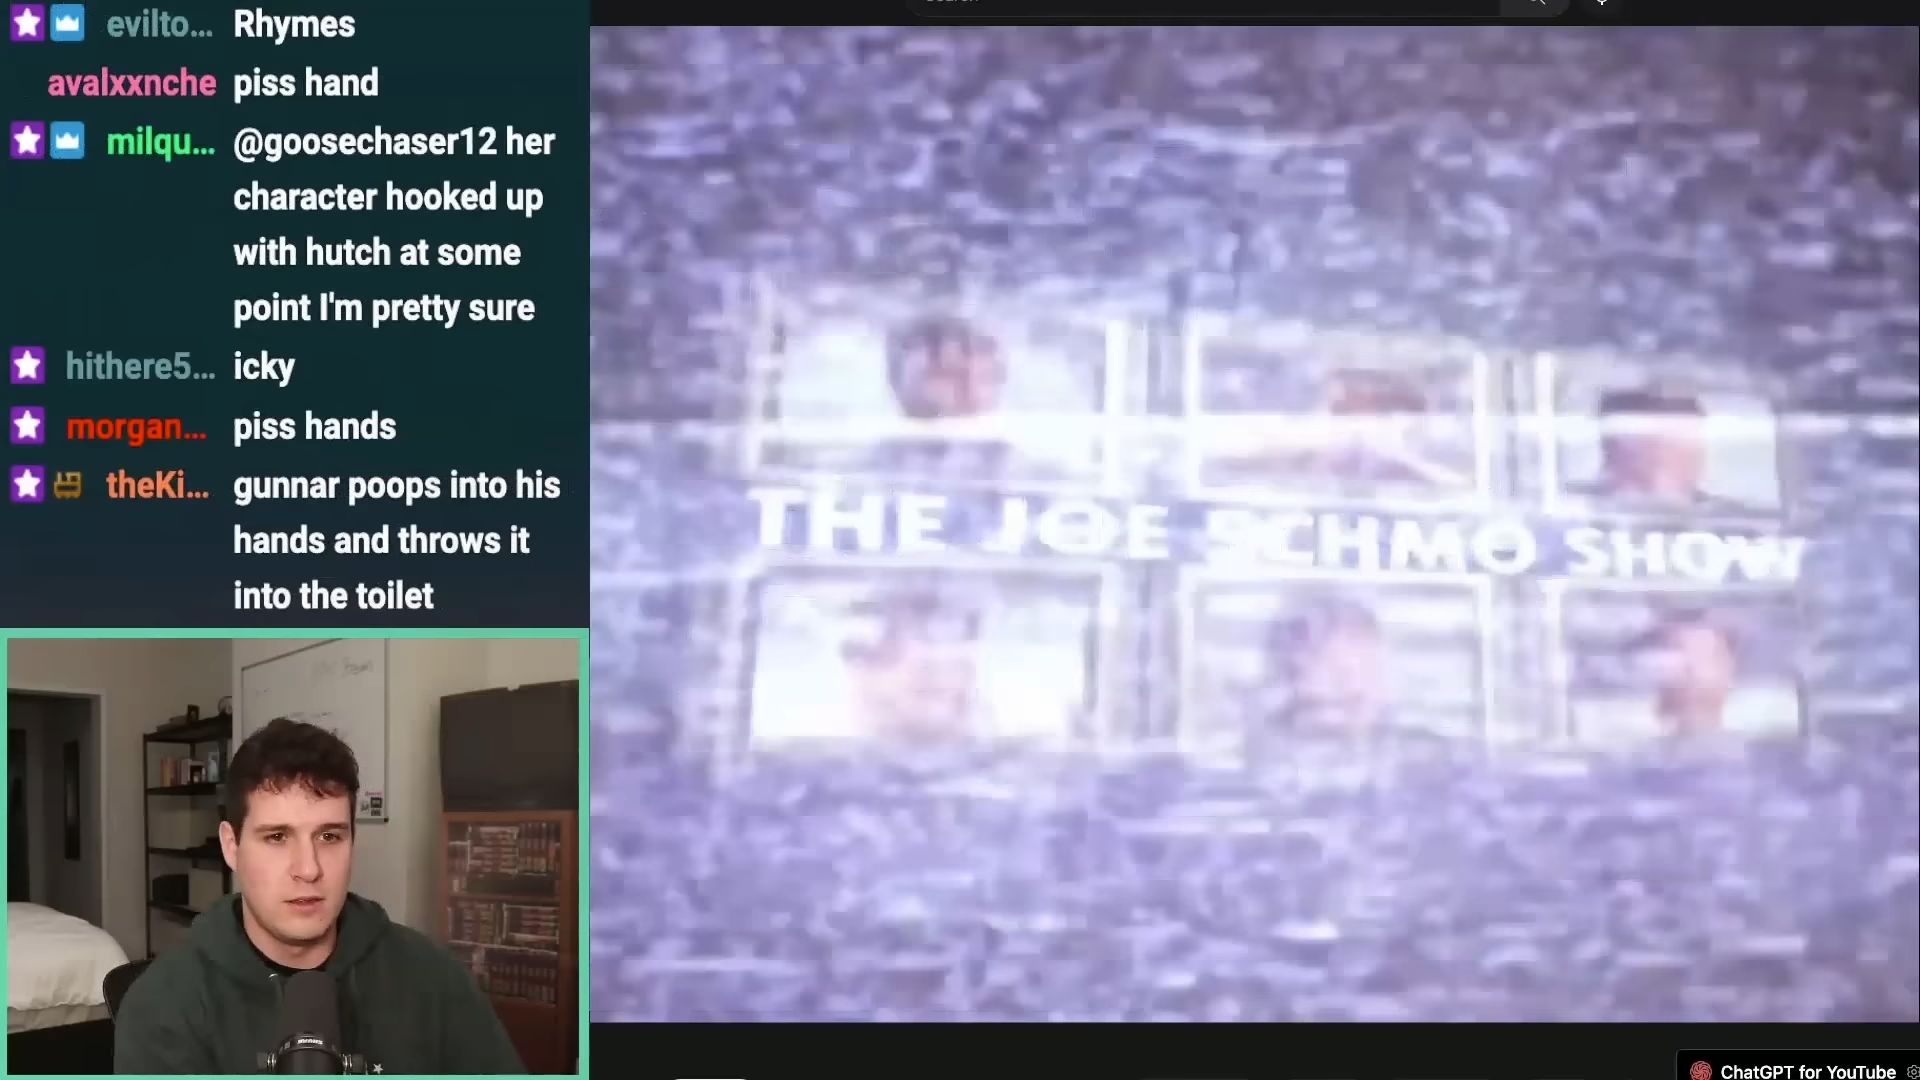 evilto... Rhymes
avalxxnche piss hand
milqu... @goosechaser12 her
character hooked up
with hutch at some
point I'm pretty sure
hithere5... icky
morgan... piss hands
theKi... gunnar poops into his
hands and throws it
into the toilet
THE JOE SCHMO SHOW
ChatGPT for YouTube